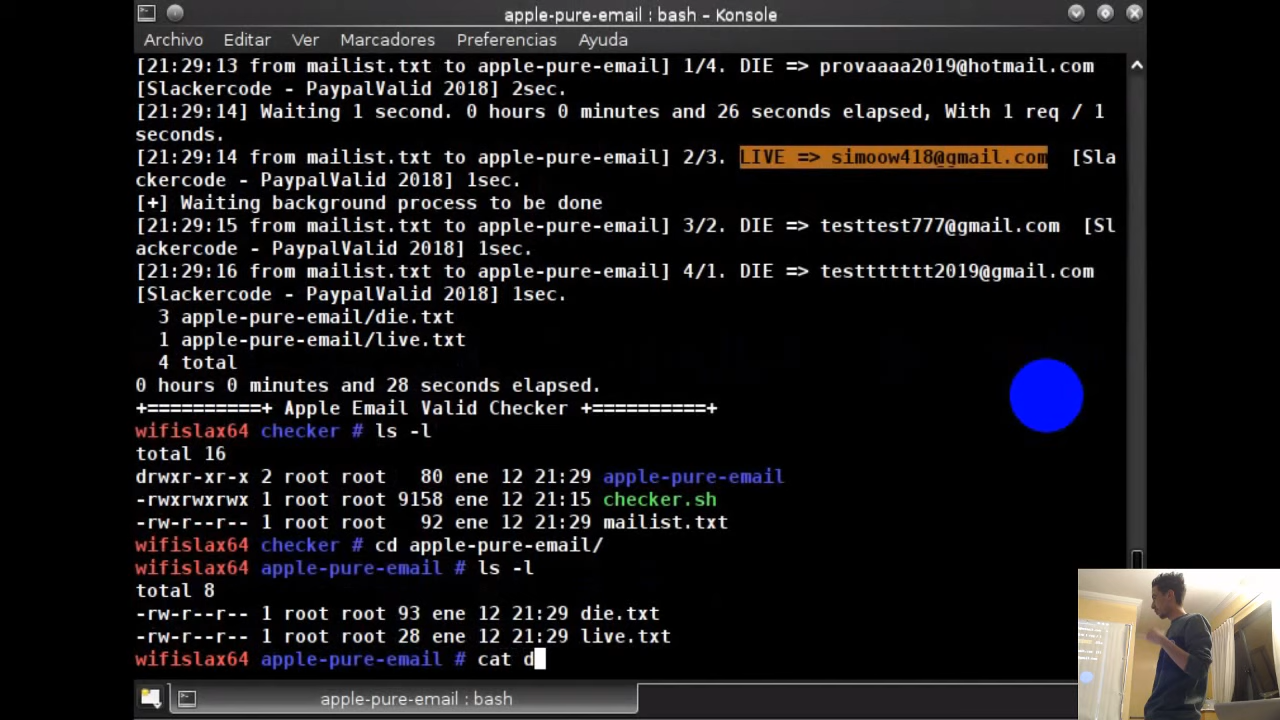 apple-pure-email : bash – Konsole
Archivo Editar Ver Marcadores Preferencias Ayuda
[21:29:13 from mailist.txt to apple-pure-email] 1/4. DIE => provaaaa2019@hotmail.com
[Slackercode - PaypalValid 2018] 2sec.
[21:29:14] Waiting 1 second. 0 hours 0 minutes and 26 seconds elapsed, With 1 req / 1
seconds.
[21:29:14 from mailist.txt to apple-pure-email] 2/3. LIVE => simoow418@gmail.com [Sla
ckercode - PaypalValid 2018] 1sec.
[+] Waiting background process to be done
[21:29:15 from mailist.txt to apple-pure-email] 3/2. DIE => testtest777@gmail.com [Sl
ackercode - PaypalValid 2018] 1sec.
[21:29:16 from mailist.txt to apple-pure-email] 4/1. DIE => testttttt2019@gmail.com
[Slackercode - PaypalValid 2018] 1sec.
3 apple-pure-email/die.txt
1 apple-pure-email/live.txt
4 total
0 hours 0 minutes and 28 seconds elapsed.
+==========+ Apple Email Valid Checker +==========+
wifislax64 checker # ls -l
total 16
drwxr-xr-x 2 root root 80 ene 12 21:29 apple-pure-email
-rwxrwxrwx 1 root root 9158 ene 12 21:15 checker.sh
-rw-r--r-- 1 root root 92 ene 12 21:29 mailist.txt
wifislax64 checker # cd apple-pure-email/
wifislax64 apple-pure-email # ls -l
total 8
-rw-r--r-- 1 root root 93 ene 12 21:29 die.txt
-rw-r--r-- 1 root root 28 ene 12 21:29 live.txt
wifislax64 apple-pure-email # cat d
apple-pure-email : bash